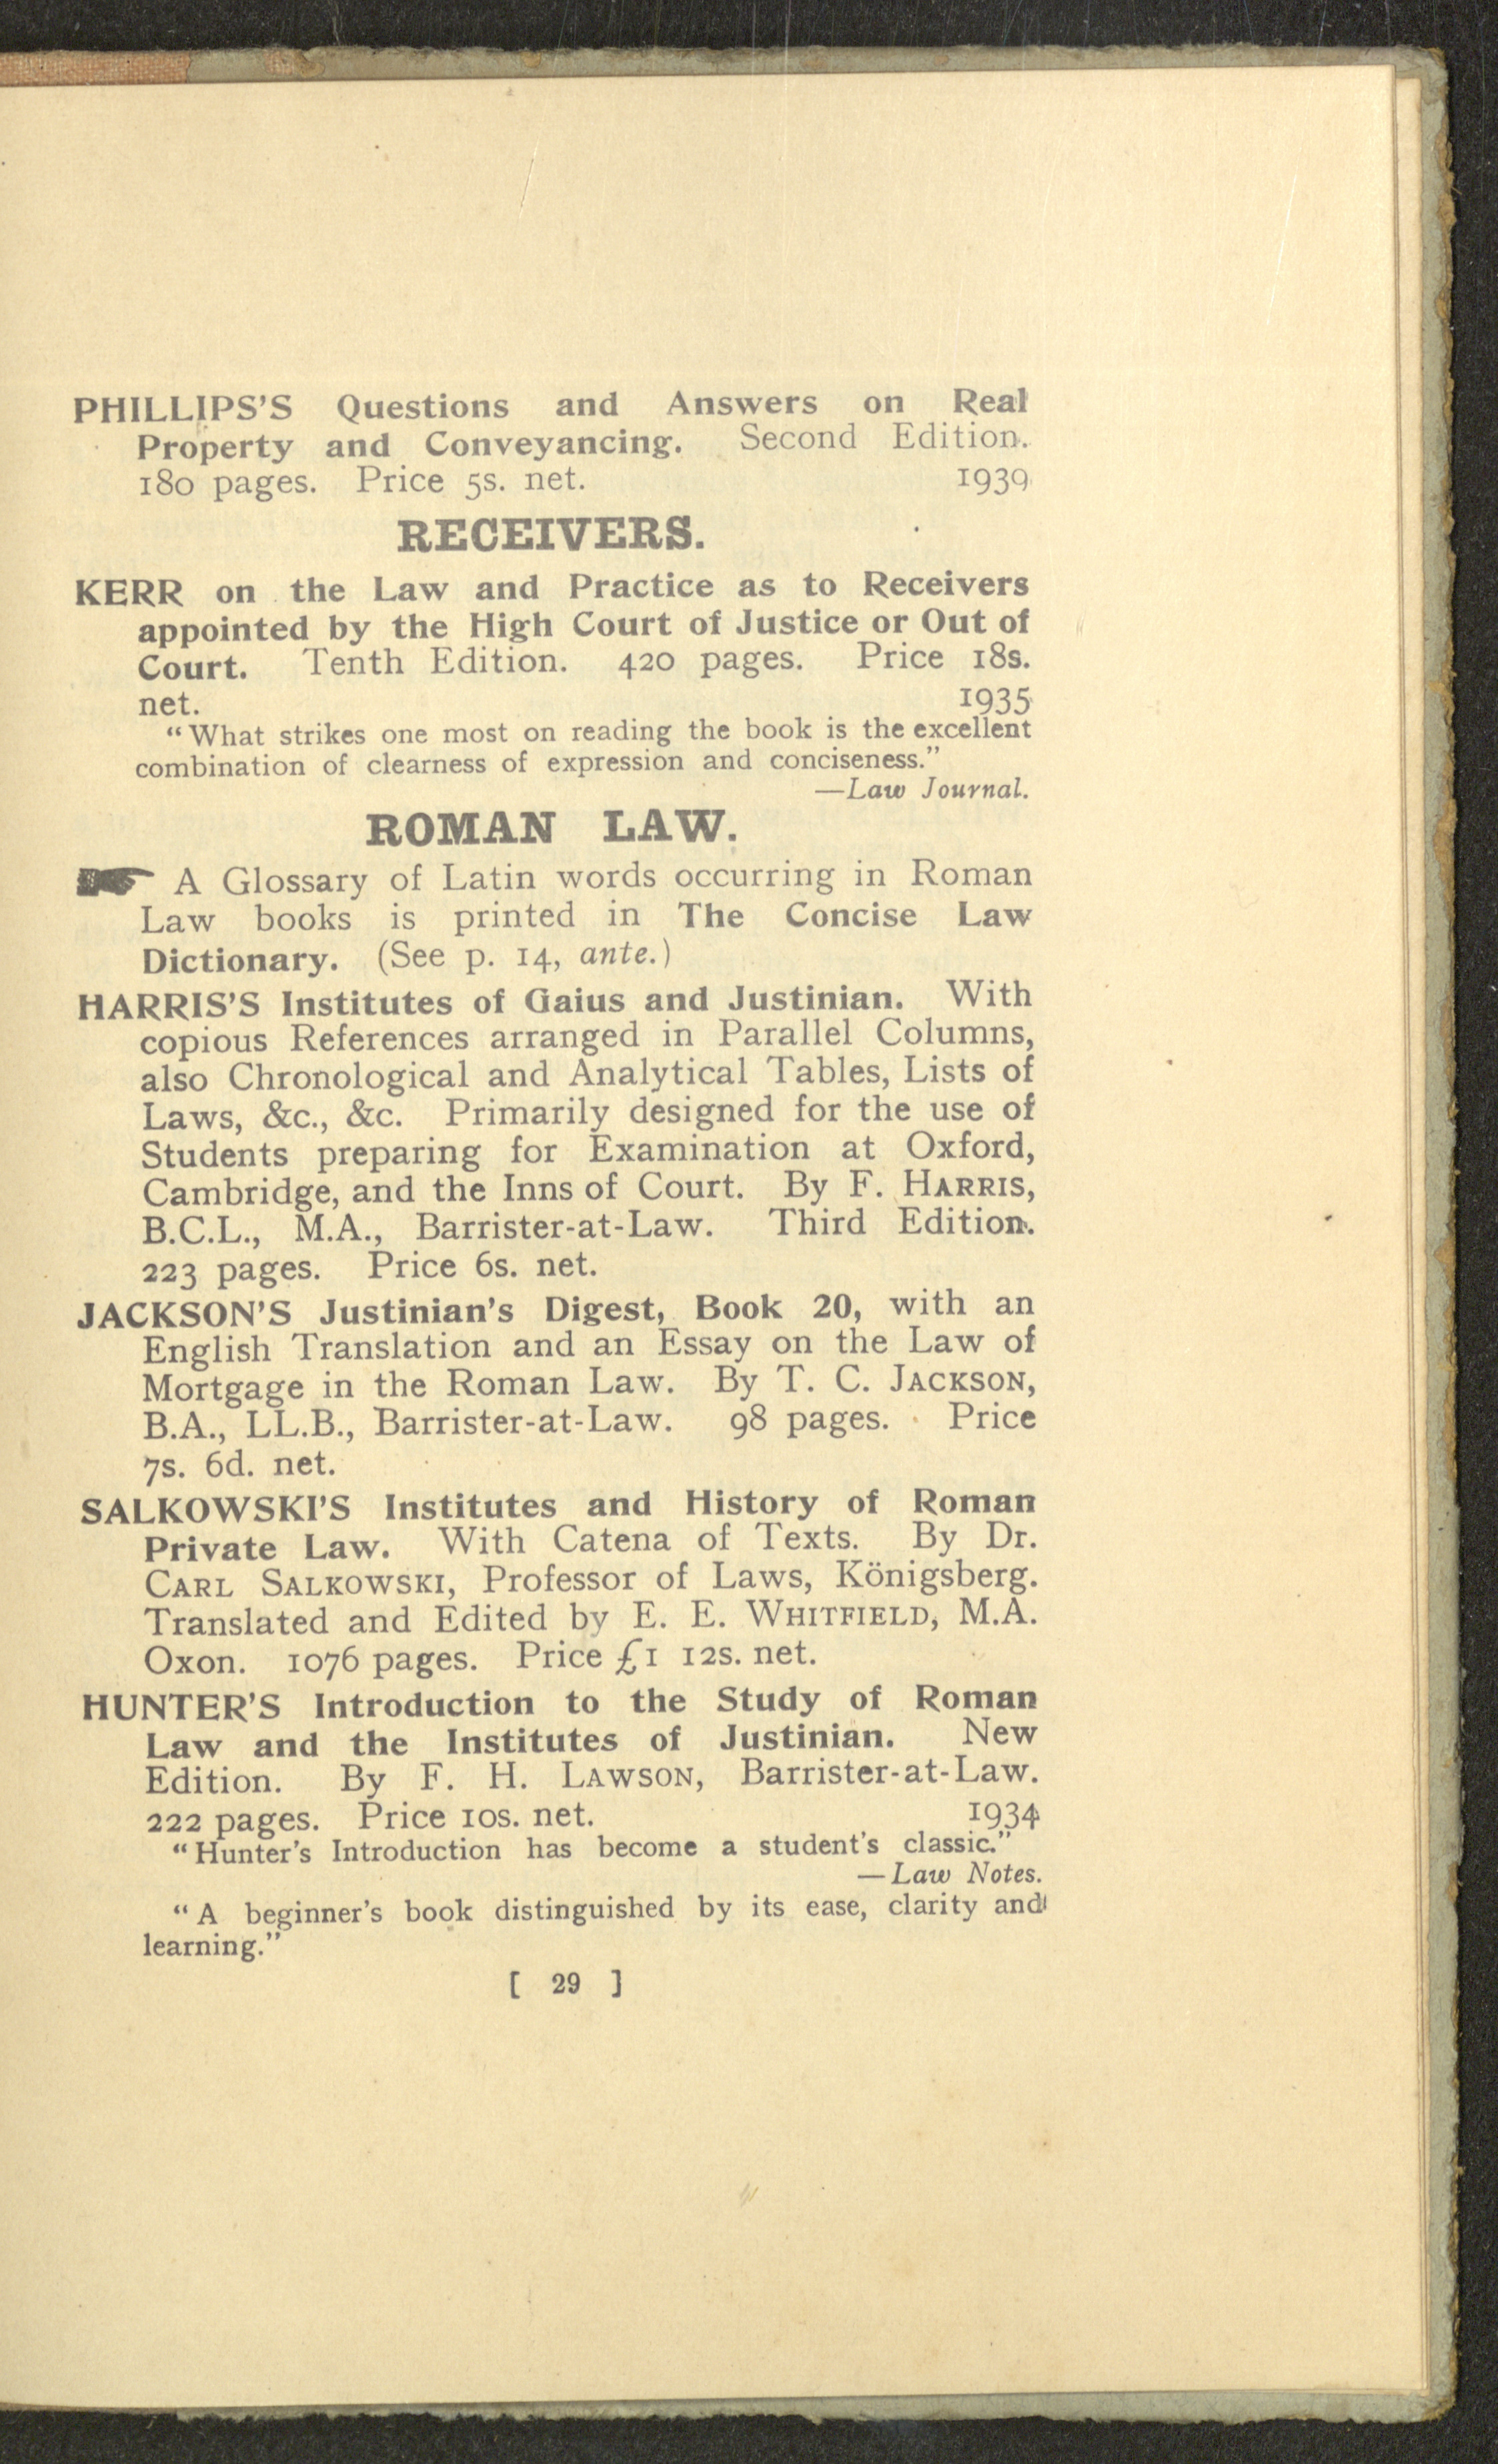 PHILLIPS'S Questions and Answers on Real
Property and Conveyancing. Second Edition.
180 pages. Price 5s. net. 1939
RECEIVERS.
KERR on the Law and Practice as to Receivers
appointed by the High Court of Justice or Out of
Court. Tenth Edition. 420 pages. Price 18s.
net. 1935
"What strikes one most on reading the book is the excellent
combination of clearness of expression and conciseness."
—Law Journal.
ROMAN LAW.
A Glossary of Latin words occurring in Roman
Law books is printed in The Concise Law
Dictionary. (See p. 14, ante.)
HARRIS'S Institutes of Gaius and Justinian. With
copious References arranged in Parallel Columns,
also Chronological and Analytical Tables, Lists of
Laws, &c., &c. Primarily designed for the use of
Students preparing for Examination at Oxford,
Cambridge, and the Inns of Court. By F. HARRIS,
B.C.L., M.A., Barrister-at-Law. Third Edition.
223 pages. Price 6s. net.
JACKSON'S Justinian's Digest, Book 20, with an
English Translation and an Essay on the Law of
Mortgage in the Roman Law. By T. C. JACKSON,
B.A., LL.B., Barrister-at-Law. 98 pages. Price
7s. 6d. net.
SALKOWSKI'S Institutes and History of Roman
Private Law. With Catena of Texts. By Dr.
CARL SALKOWSKI, Professor of Laws, Königsberg.
Translated and Edited by E. E. WHITFIELD, M.A.
Oxon. 1076 pages. Price £1 12s. net.
HUNTER'S Introduction to the Study of Roman
Law and the Institutes of Justinian. New
Edition. By F. H. LAWSON, Barrister-at-Law.
222 pages. Price 10s. net. 1934
"Hunter's Introduction has become a student's classic."
—Law Notes.
"A beginner's book distinguished by its ease, clarity and
learning."
[ 29 ]